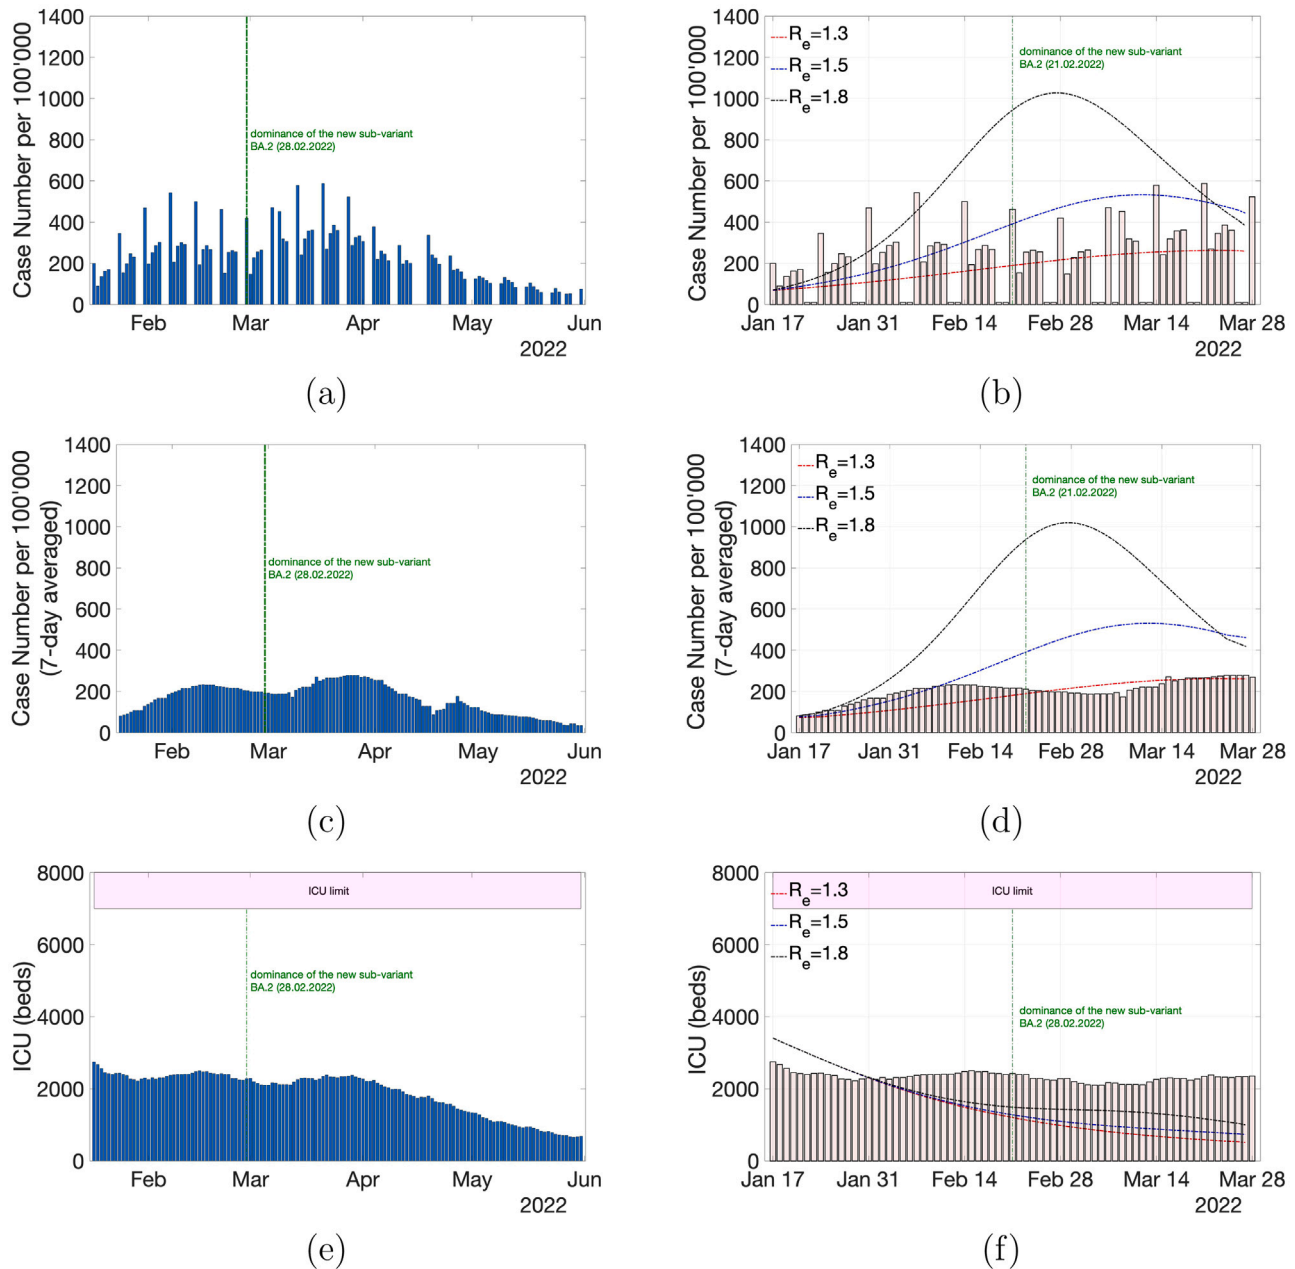 1400
1200
1000
800
600
400
200
0
Case Number per 100'000
dominance of the new sub-variant
BA.2 (28.02.2022)
Feb
Mar
Apr
May
Jun
2022
(a)
1400
1200
1000
800
600
400
200
0
Case Number per 100'000
Re=1.3
Re=1.5
Re=1.8
dominance of the new sub-variant
BA.2 (21.02.2022)
Jan 17
Jan 31
Feb 14
Feb 28
Mar 14
Mar 28
2022
(b)
1400
1200
1000
800
600
400
200
0
Case Number per 100'000
(7-day averaged)
dominance of the new sub-variant
BA.2 (28.02.2022)
Feb
Mar
Apr
May
Jun
2022
(c)
1400
1200
1000
800
600
400
200
0
Case Number per 100'000
(7-day averaged)
Re=1.3
Re=1.5
Re=1.8
dominance of the new sub-variant
BA.2 (21.02.2022)
Jan 17
Jan 31
Feb 14
Feb 28
Mar 14
Mar 28
2022
(d)
8000
6000
4000
2000
0
ICU (beds)
ICU limit
dominance of the new sub-variant
BA.2 (28.02.2022)
Feb
Mar
Apr
May
Jun
2022
(e)
8000
6000
4000
2000
0
ICU (beds)
ICU limit
Re=1.3
Re=1.5
Re=1.8
dominance of the new sub-variant
BA.2 (28.02.2022)
Jan 17
Jan 31
Feb 14
Feb 28
Mar 14
Mar 28
2022
(f)